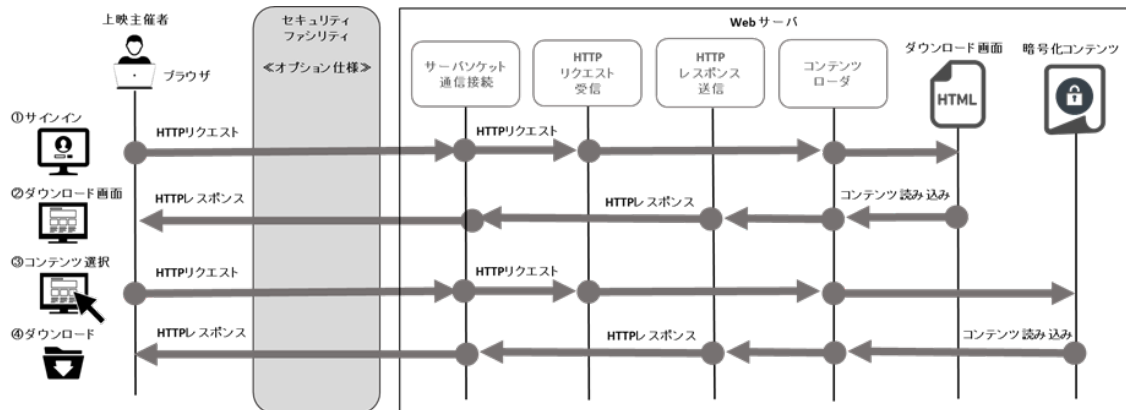 上映主催者
ブラウザ
セキュリティ
ファシリティ
≪オプション仕様≫
Webサーバ
サーバソケット
通信接続
HTTP
リクエスト
受信
HTTP
レスポンス
送信
コンテンツ
ローダ
ダウンロード画面
HTML
暗号化コンテンツ
①サインイン
HTTPリクエスト
HTTPリクエスト
②ダウンロード画面
HTTPレスポンス
HTTPレスポンス
コンテンツ読み込み
③コンテンツ選択
HTTPリクエスト
HTTPリクエスト
④ダウンロード
HTTPレスポンス
HTTPレスポンス
コンテンツ読み込み